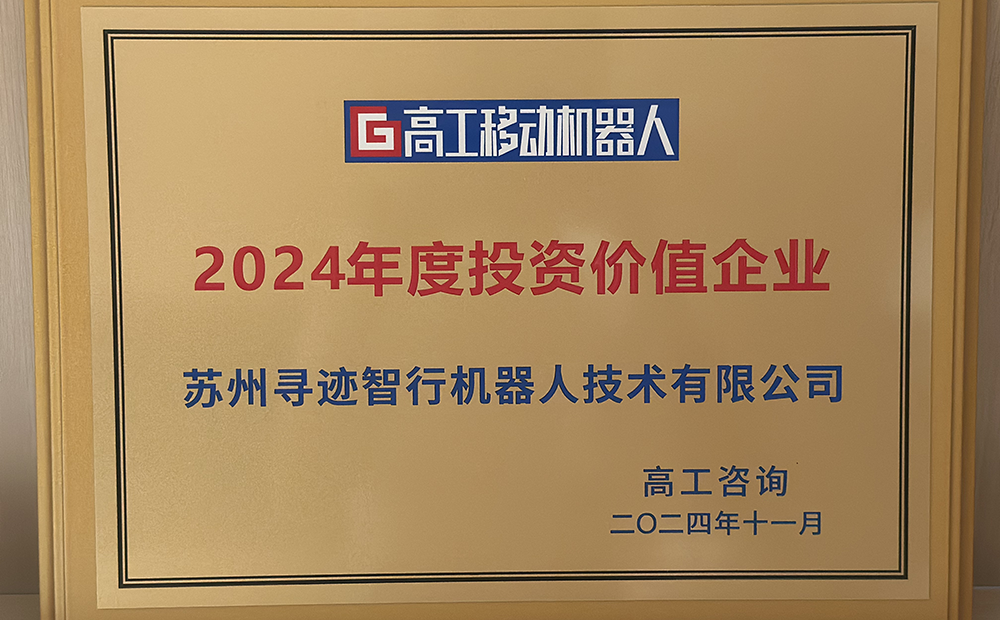 G高工移动机器人
2024年度投资价值企业
苏州寻迹智行机器人技术有限公司
高工咨询
二〇二四年十一月